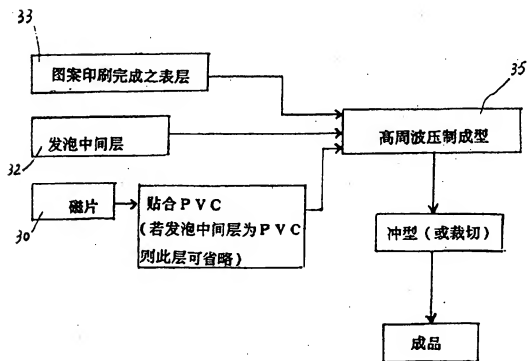 33
图案印刷完成之表层
35
高周波压制成型
发泡中间层
32
磁片
贴合PVC
(若发泡中间层为PVC
则此层可省略)
30
冲型(或裁切)
成品